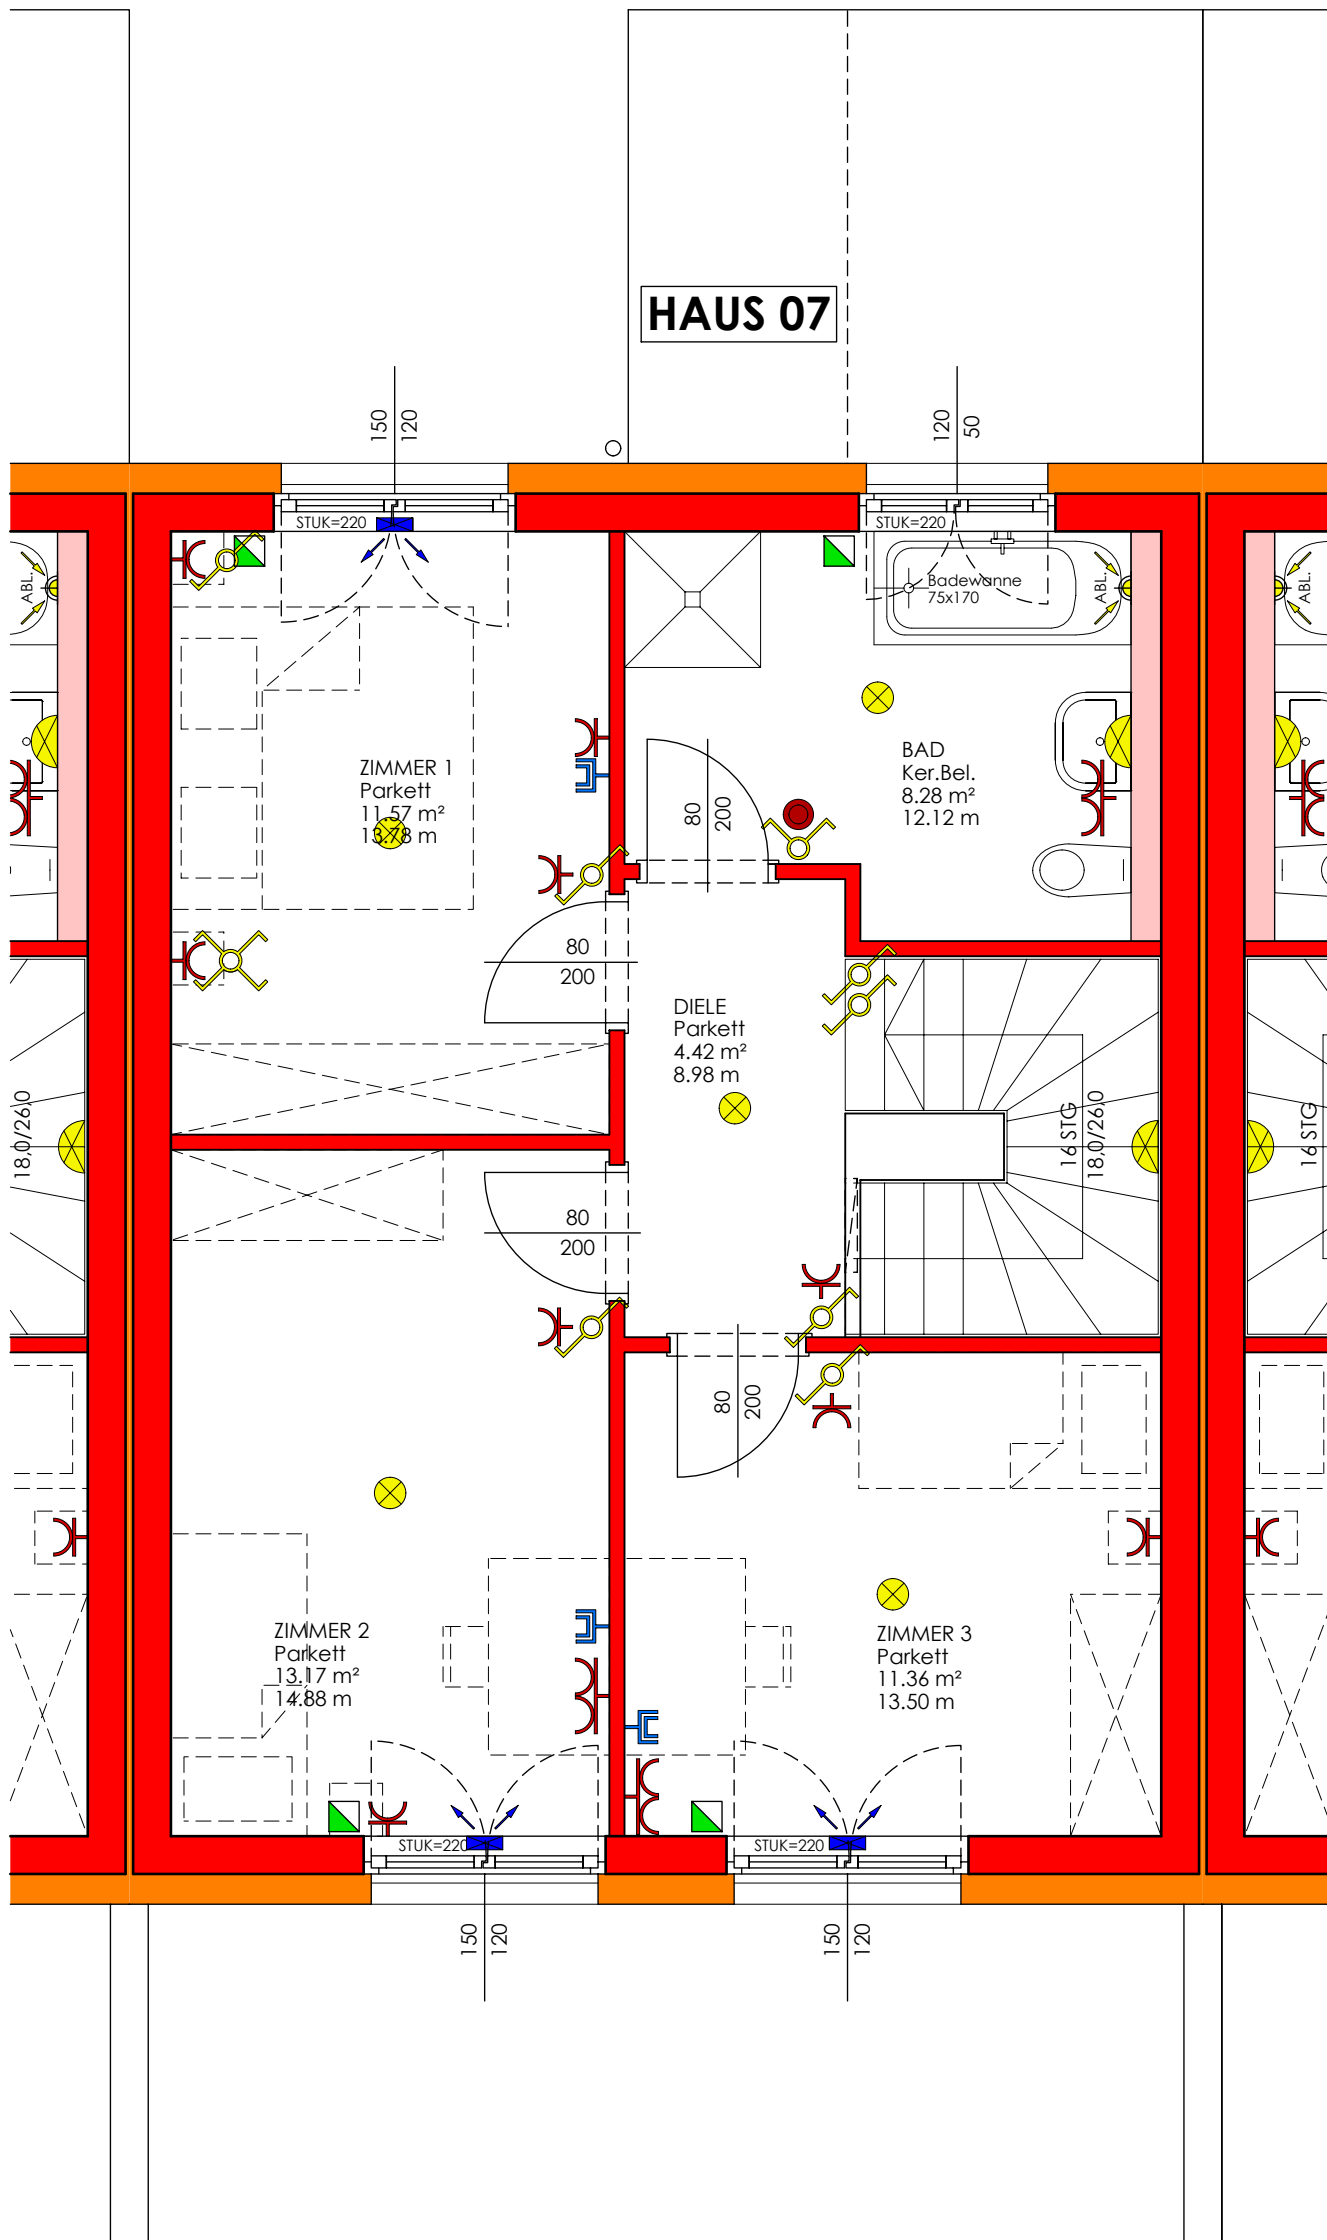 HAUS 07
150
120
120
50
STUK=220
STUK=220
ABL.
Badewanne
75x170
ABL.
ABL.
ZIMMER 1
Parkett
11.57 m²
13.78 m
BAD
Ker.Bel.
8.28 m²
12.12 m
80
200
80
200
DIELE
Parkett
4.42 m²
8.98 m
18,0/26,0
16 STG
18,0/26,0
16 STG
80
200
80
200
ZIMMER 2
Parkett
13.17 m²
14.88 m
ZIMMER 3
Parkett
11.36 m²
13.50 m
STUK=220
STUK=220
150
120
150
120